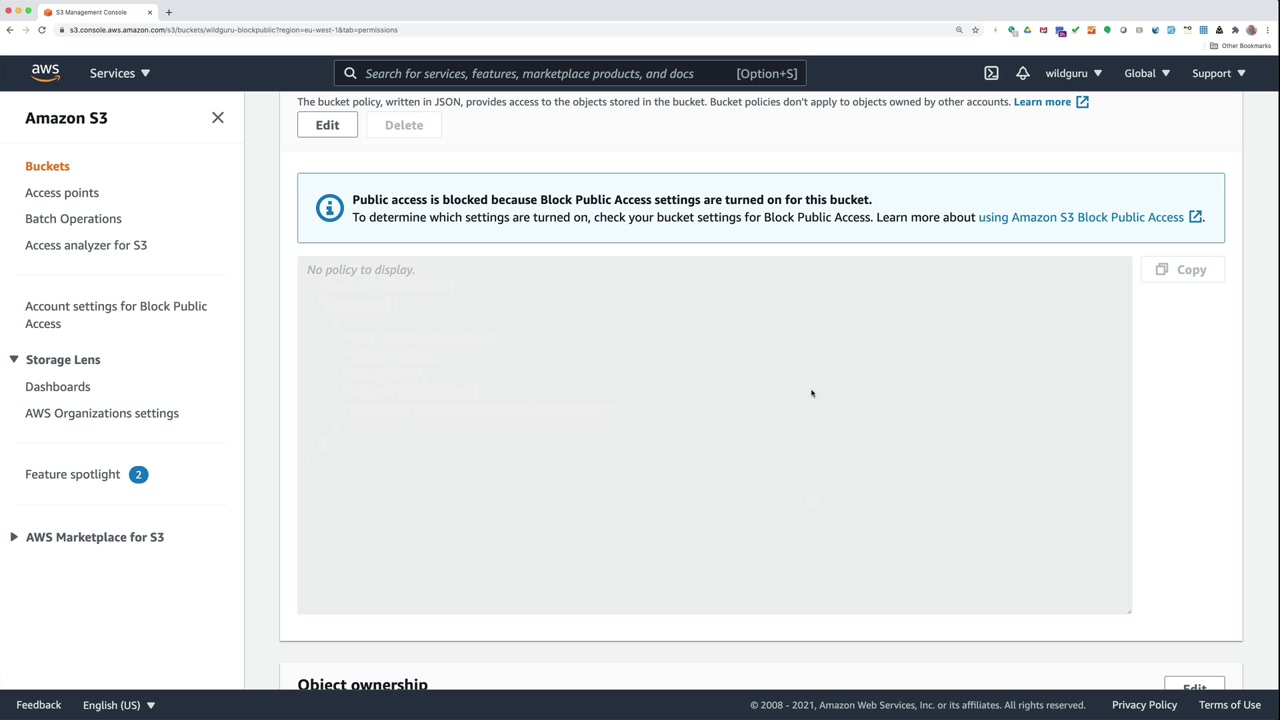 S3 Management Console
s3.console.aws.amazon.com/s3/buckets/wildguru-blockpublic?region=eu-west-1&tab=permissions
Other Bookmarks
aws
Services
Search for services, features, marketplace products, and docs
[Option+S]
wildguru
Global
Support
Amazon S3
Buckets
Access points
Batch Operations
Access analyzer for S3
Account settings for Block Public
Access
Storage Lens
Dashboards
AWS Organizations settings
Feature spotlight 2
AWS Marketplace for S3
The bucket policy, written in JSON, provides access to the objects stored in the bucket. Bucket policies don't apply to objects owned by other accounts. Learn more
Edit
Delete
Public access is blocked because Block Public Access settings are turned on for this bucket.
To determine which settings are turned on, check your bucket settings for Block Public Access. Learn more about using Amazon S3 Block Public Access.
No policy to display.
Copy
Object ownership
Edit
Feedback
English (US)
© 2008 - 2021, Amazon Web Services, Inc. or its affiliates. All rights reserved.
Privacy Policy
Terms of Use